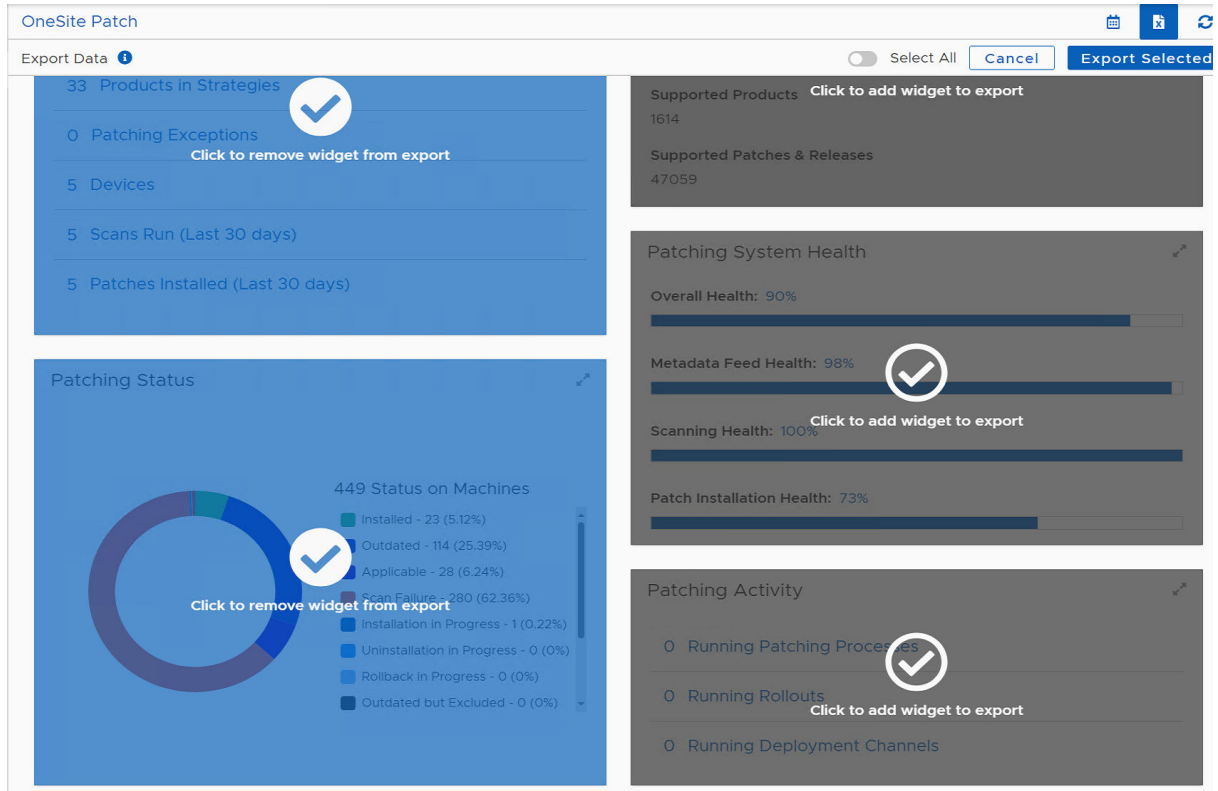 OneSite Patch
Export Data
Select All
Cancel
Export Selected
33 Products in Strategies
0 Patching Exceptions
Click to remove widget from export
5 Devices
5 Scans Run (Last 30 days)
5 Patches Installed (Last 30 days)
Click to add widget to export
Supported Products
1614
Supported Patches & Releases
47059
Patching System Health
Overall Health: 90%
Metadata Feed Health: 98%
Click to add widget to export
Scanning Health: 100%
Patch Installation Health: 73%
Patching Status
449 Status on Machines
Installed - 23 (5.12%)
Outdated - 114 (25.39%)
Applicable - 28 (6.24%)
Scan Failure - 280 (62.36%)
Click to remove widget from export
Installation in Progress - 1 (0.22%)
Uninstallation in Progress - 0 (0%)
Rollback in Progress - 0 (0%)
Outdated but Excluded - 0 (0%)
Patching Activity
0 Running Patching Processes
0 Running Rollouts
Click to add widget to export
0 Running Deployment Channels